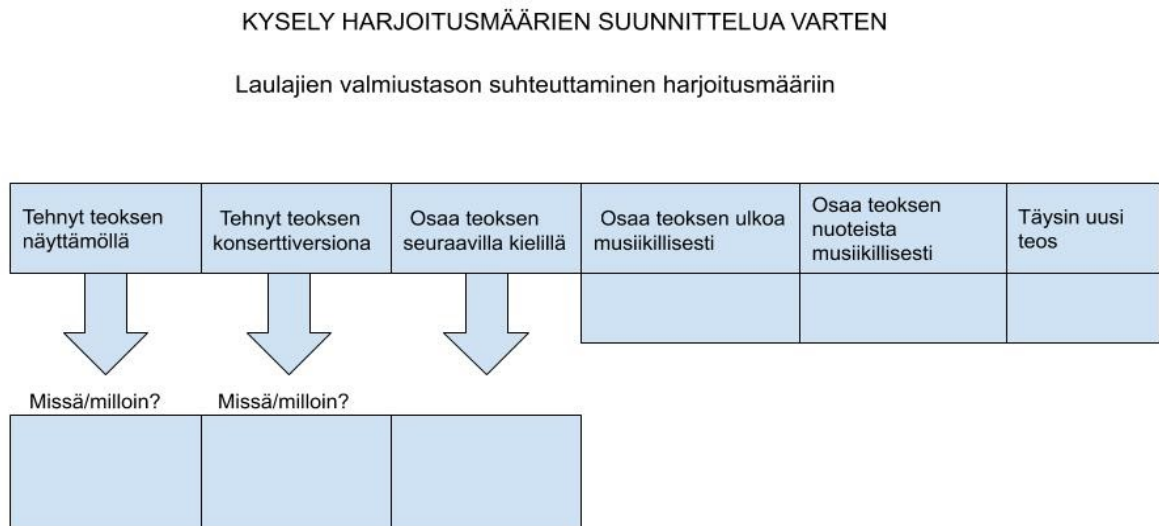 KYSELY HARJOITUSMÄÄRIEN SUUNNITTELUA VARTEN
Laulajien valmiustason suhteuttaminen harjoitusmääriin
Tehnyt teoksen
näyttämöllä
Tehnyt teoksen
konserttiversiona
Osaa teoksen
seuraavilla kielillä
Osaa teoksen ulkoa
musiikillisesti
Osaa teoksen
nuoteista
musiikillisesti
Täysin uusi
teos
Missä/milloin?
Missä/milloin?